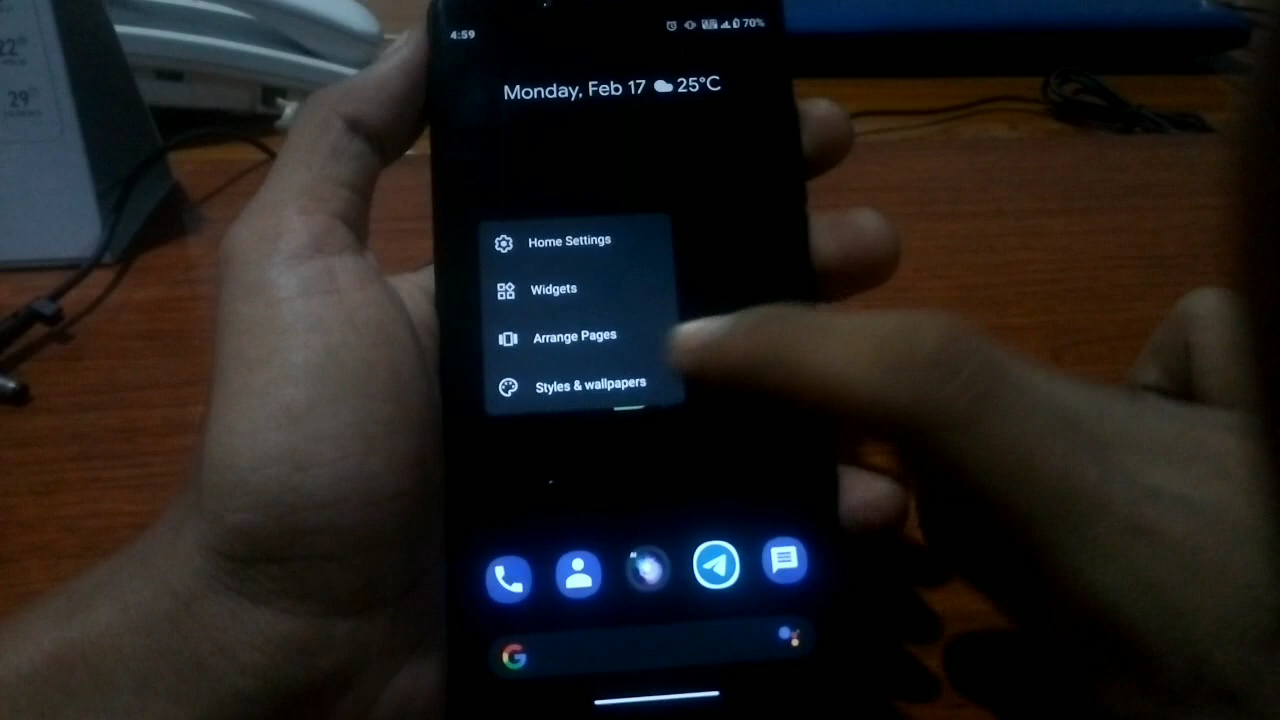 4:59
70%
Monday, Feb 17 25°C
22
29
Home Settings
Widgets
Arrange Pages
Styles & wallpapers
G